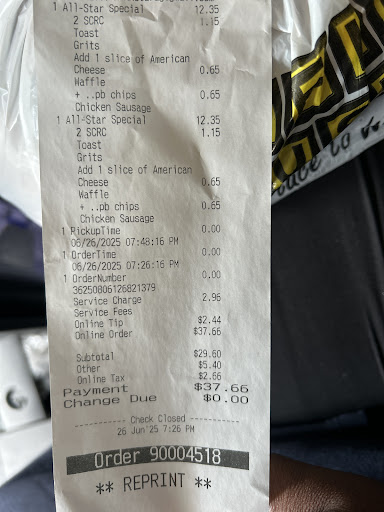 1 All-Star Special 12.35
2 SCRC 1.15
Toast
Grits
Add 1 slice of American
Cheese 0.65
Waffle
+ ..pb chips 0.65
Chicken Sausage
1 All-Star Special 12.35
2 SCRC 1.15
Toast
Grits
Add 1 slice of American
Cheese 0.65
Waffle
+ ..pb chips 0.65
Chicken Sausage
1 PickupTime 0.00
06/26/2025 07:48:16 PM
1 OrderTime 0.00
06/26/2025 07:26:16 PM
1 OrderNumber 0.00
36250806126821379
Service Charge 2.96
Service Fees
Online Tip $2.44
Online Order $37.66
Subtotal $29.60
Other $5.40
Online Tax $2.66
Payment $37.66
Change Due $0.00
----------- Check Closed -----------
26 Jun'25 7:26 PM
Order 90004518
** REPRINT **